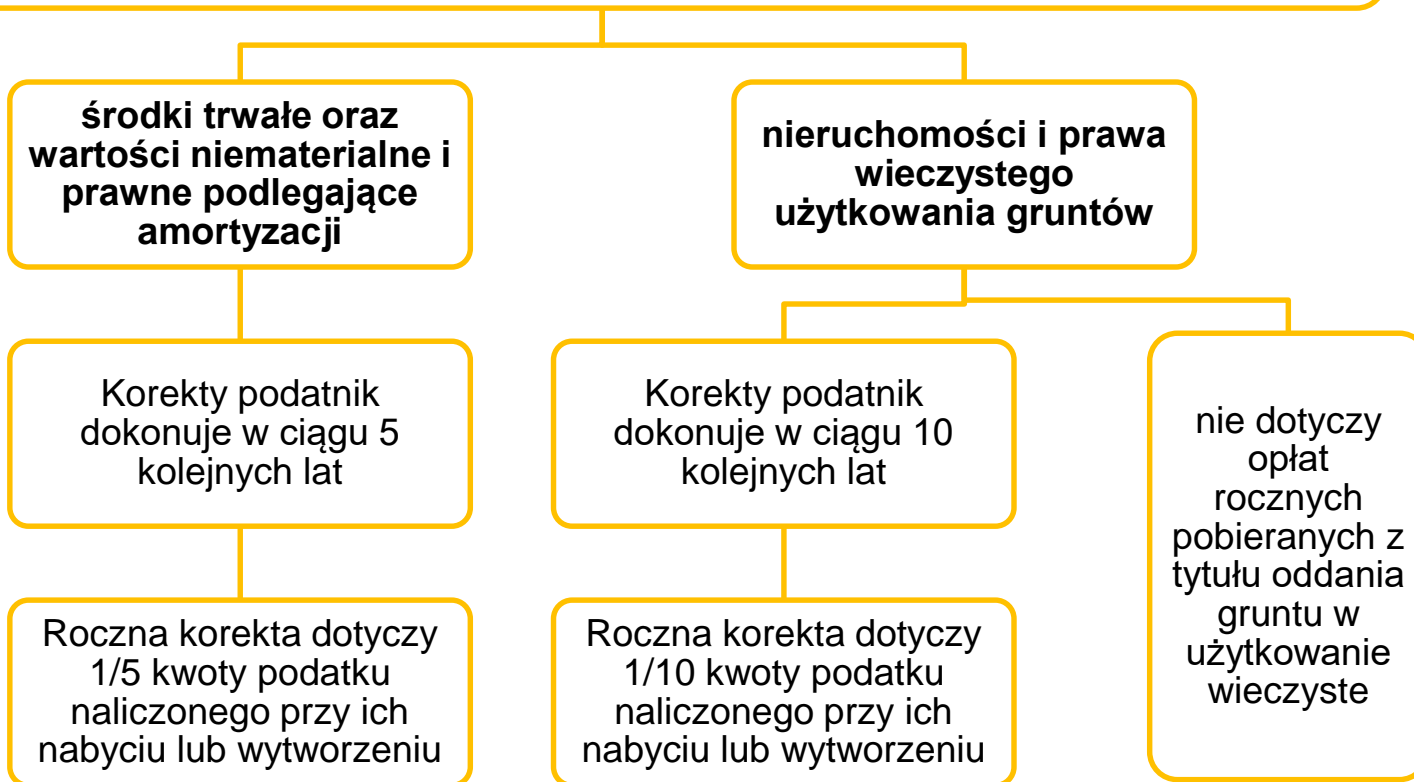 środki trwałe oraz
wartości niematerialne i
prawne podlegające
amortyzacji
nieruchomości i prawa
wieczystego
użytkowania gruntów
Korekty podatnik
dokonuje w ciągu 5
kolejnych lat
Korekty podatnik
dokonuje w ciągu 10
kolejnych lat
nie dotyczy
opłat
rocznych
pobieranych z
tytułu oddania
gruntu w
użytkowanie
wieczyste
Roczna korekta dotyczy
1/5 kwoty podatku
naliczonego przy ich
nabyciu lub wytworzeniu
Roczna korekta dotyczy
1/10 kwoty podatku
naliczonego przy ich
nabyciu lub wytworzeniu